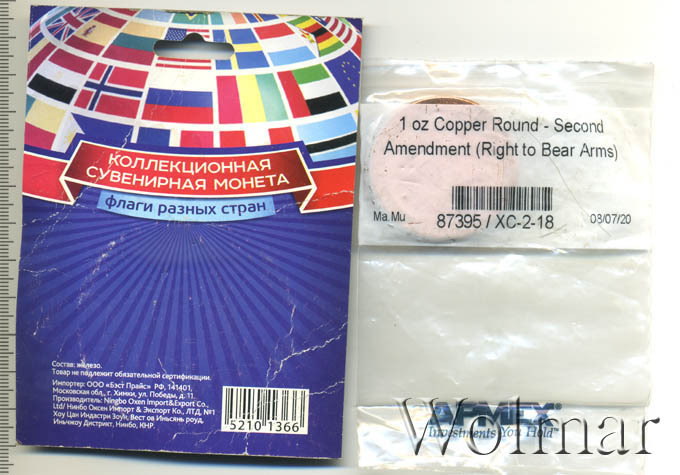 КОЛЛЕКЦИОННАЯ
СУВЕНИРНАЯ МОНЕТА
флаги разных стран
Состав: железо.
Товар не подлежит обязательной сертификации.
Импортер: ООО «Бэст Прайс» РФ, 141401,
Московская обл., г. Химки, ул. Победы, д. 11.
Производитель: Ningbo Oxen Import&Export Co.,
Ltd/ Нинбо Оксен Импорт & Экспорт Ко., ЛТД, №1
Хоу Цан Индастри Зоун, Вест ов Иньсянь роуд,
Иньчжоу Дистрикт, Нинбо, КНР.
5210 1366
1 oz Copper Round - Second
Amendment (Right to Bear Arms)
Ma.Mu 87395 / XC-2-18 08/07/20
APMEX
Investments You Hold™
Wolmar